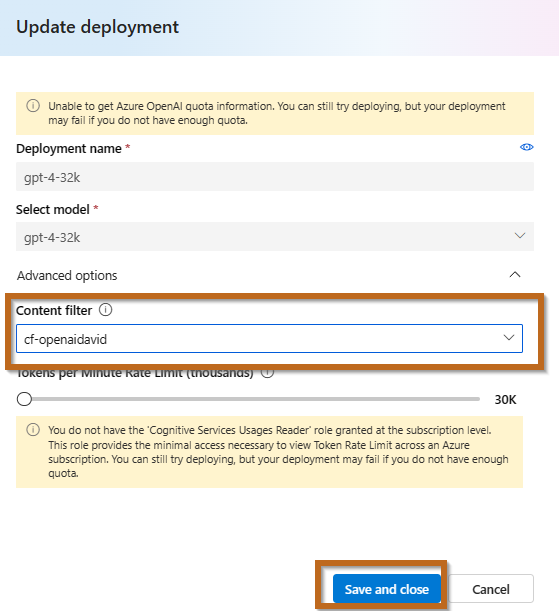 Update deployment
Unable to get Azure OpenAI quota information. You can still try deploying, but your deployment
may fail if you do not have enough quota.
Deployment name *
gpt-4-32k
Select model *
gpt-4-32k
Advanced options
Content filter
cf-openaidavid
Tokens per Minute Rate Limit (thousands)
30K
You do not have the 'Cognitive Services Usages Reader' role granted at the subscription level.
This role provides the minimal access necessary to view Token Rate Limit across an Azure
subscription. You can still try deploying, but your deployment may fail if you do not have enough
quota.
Save and close
Cancel